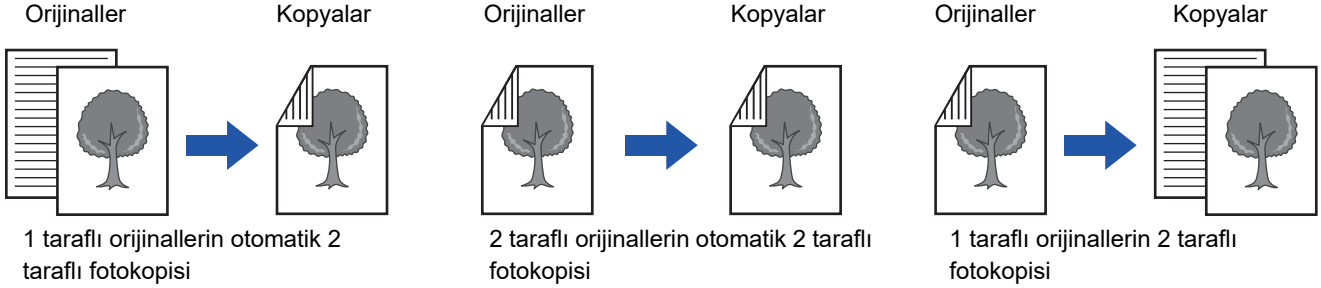 Orijinaller Kopyalar
1 taraflı orijinallerin otomatik 2
taraflı fotokopisi
Orijinaller Kopyalar
2 taraflı orijinallerin otomatik 2 taraflı
fotokopisi
Orijinaller Kopyalar
1 taraflı orijinallerin 2 taraflı
fotokopisi